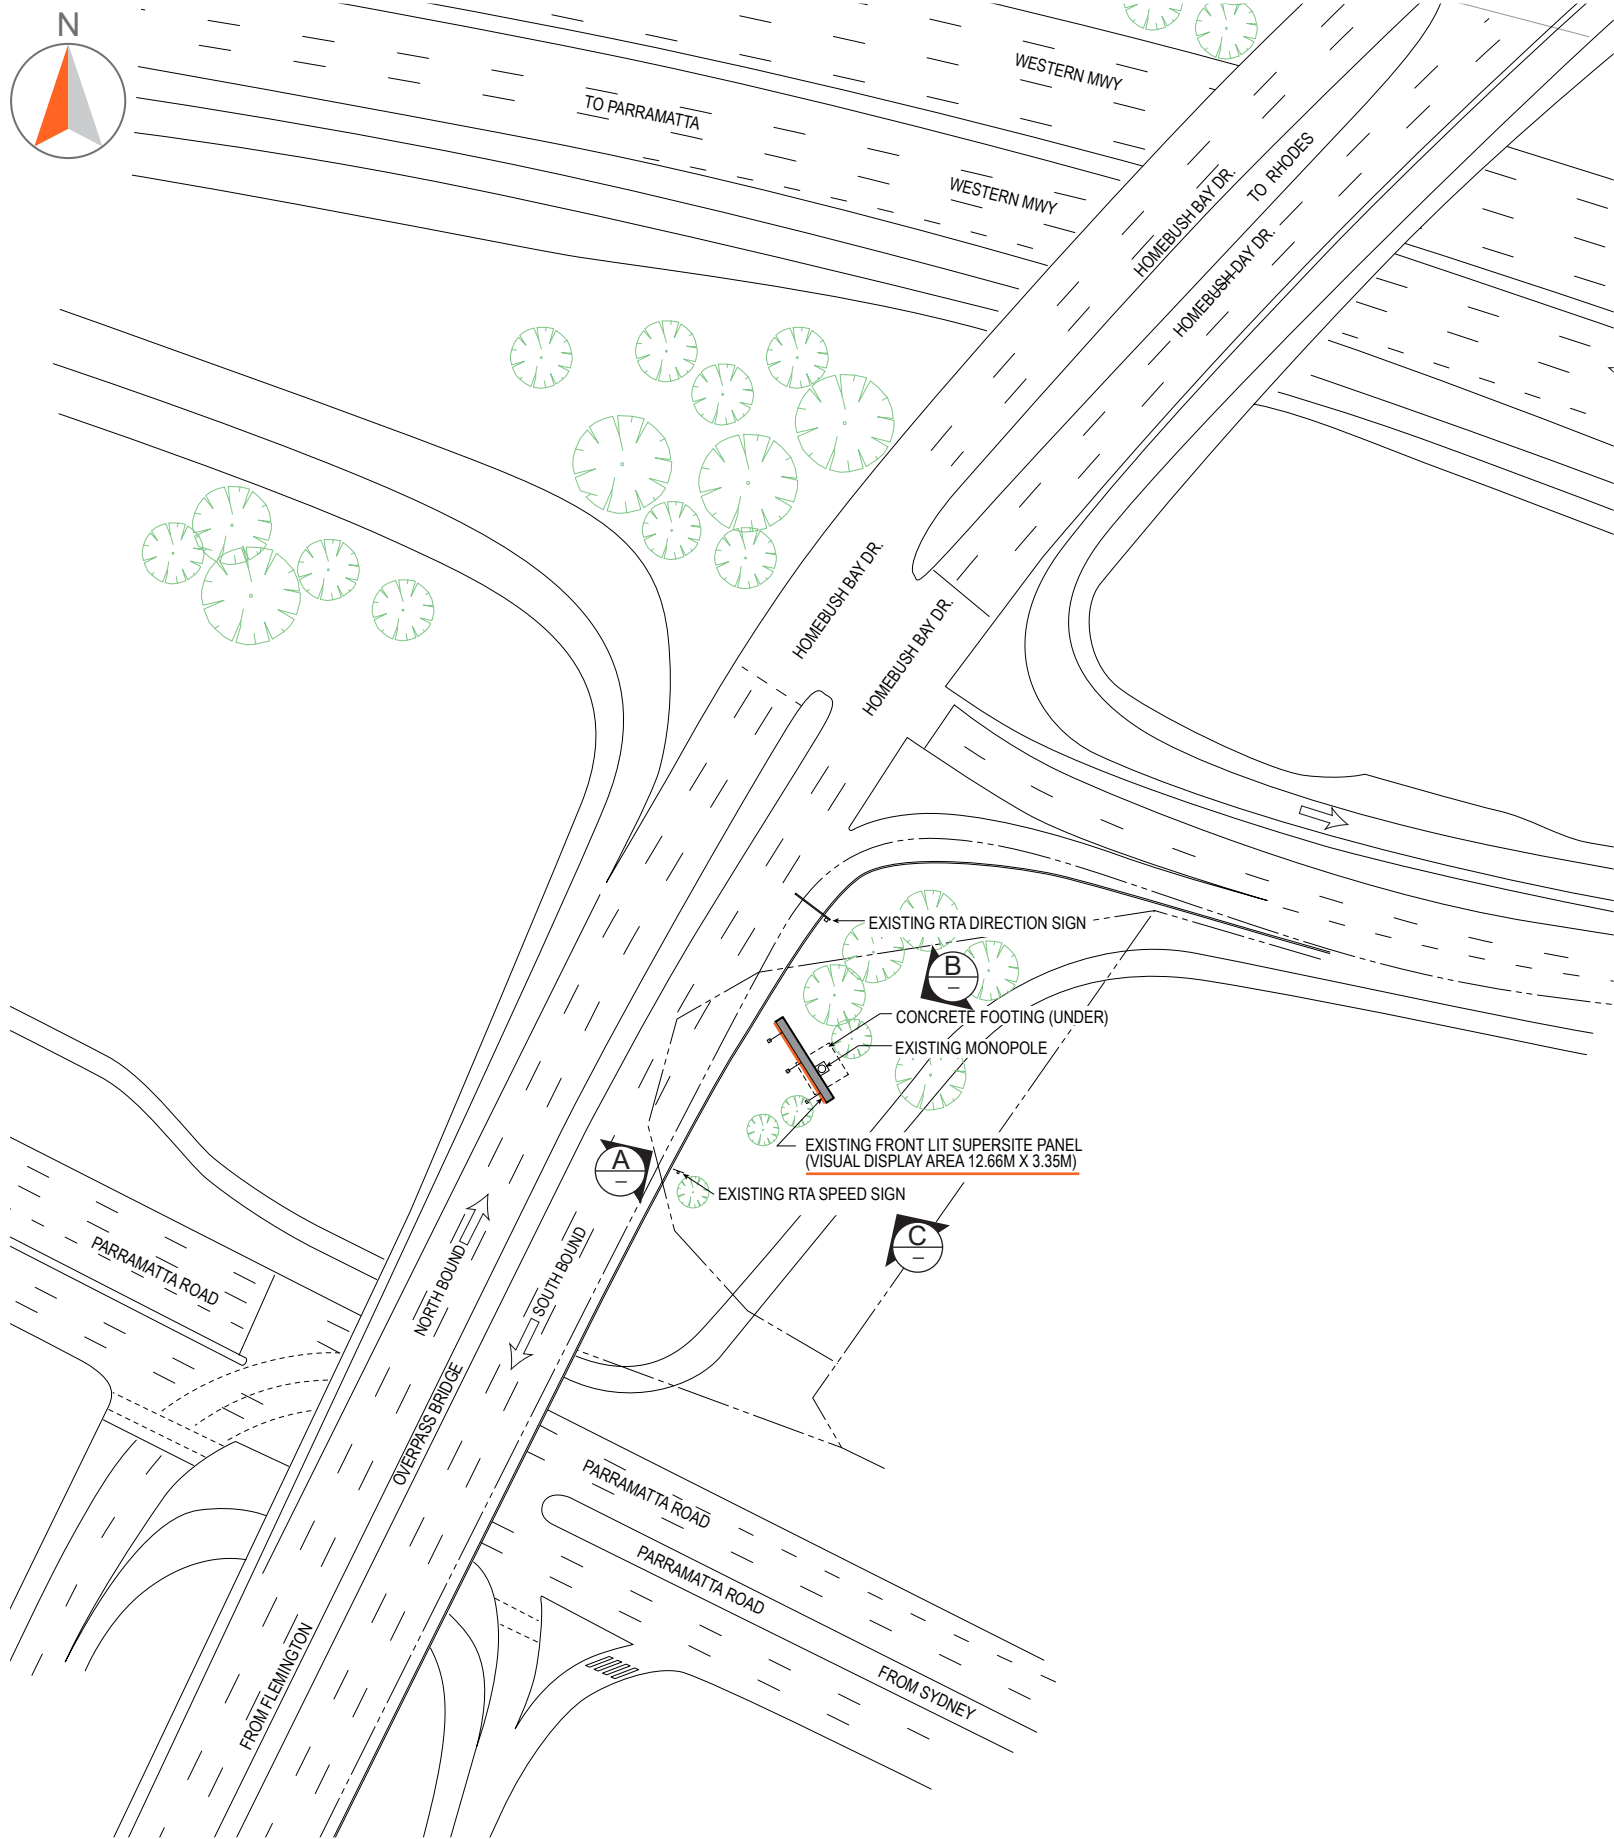 N
WESTERN MWY
TO PARRAMATTA
WESTERN MWY
HOMEBUSH BAY DR.
TO RHODES
HOMEBUSH DAY DR.
HOMEBUSH BAY DR.
HOMEBUSH BAY DR.
EXISTING RTA DIRECTION SIGN
B
–
CONCRETE FOOTING (UNDER)
EXISTING MONOPOLE
EXISTING FRONT LIT SUPERSITE PANEL
(VISUAL DISPLAY AREA 12.66M X 3.35M)
A
–
EXISTING RTA SPEED SIGN
C
–
PARRAMATTA ROAD
NORTH BOUND
SOUTH BOUND
OVERPASS BRIDGE
PARRAMATTA ROAD
PARRAMATTA ROAD
FROM FLEMINGTON
FROM SYDNEY